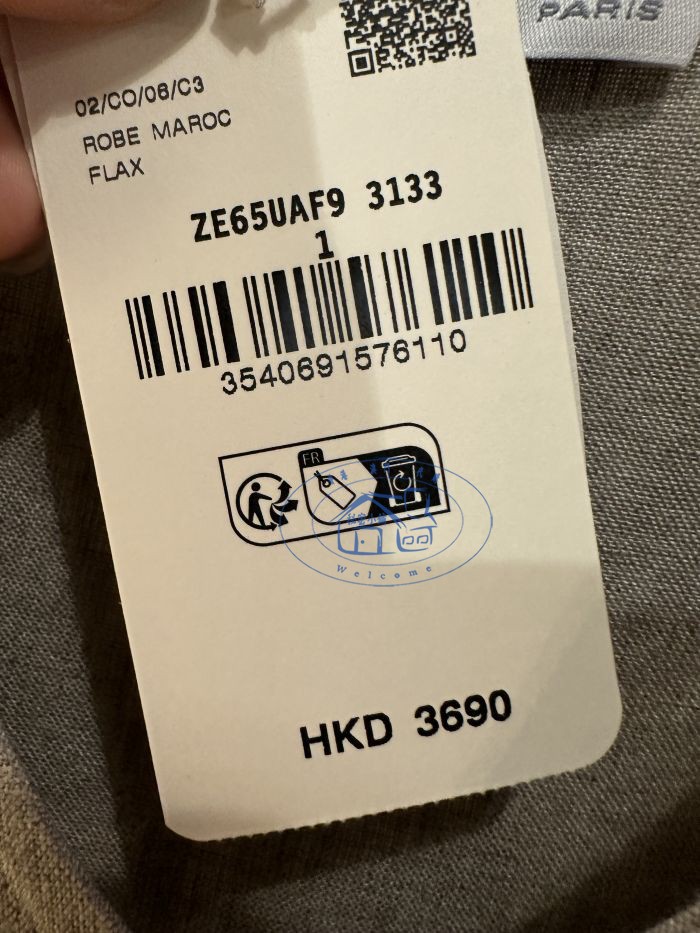 PARIS
02/CO/06/C3
ROBE MAROC
FLAX
ZE65UAF9 3133
1
3540691576110
FR
Welcome
HKD 3690